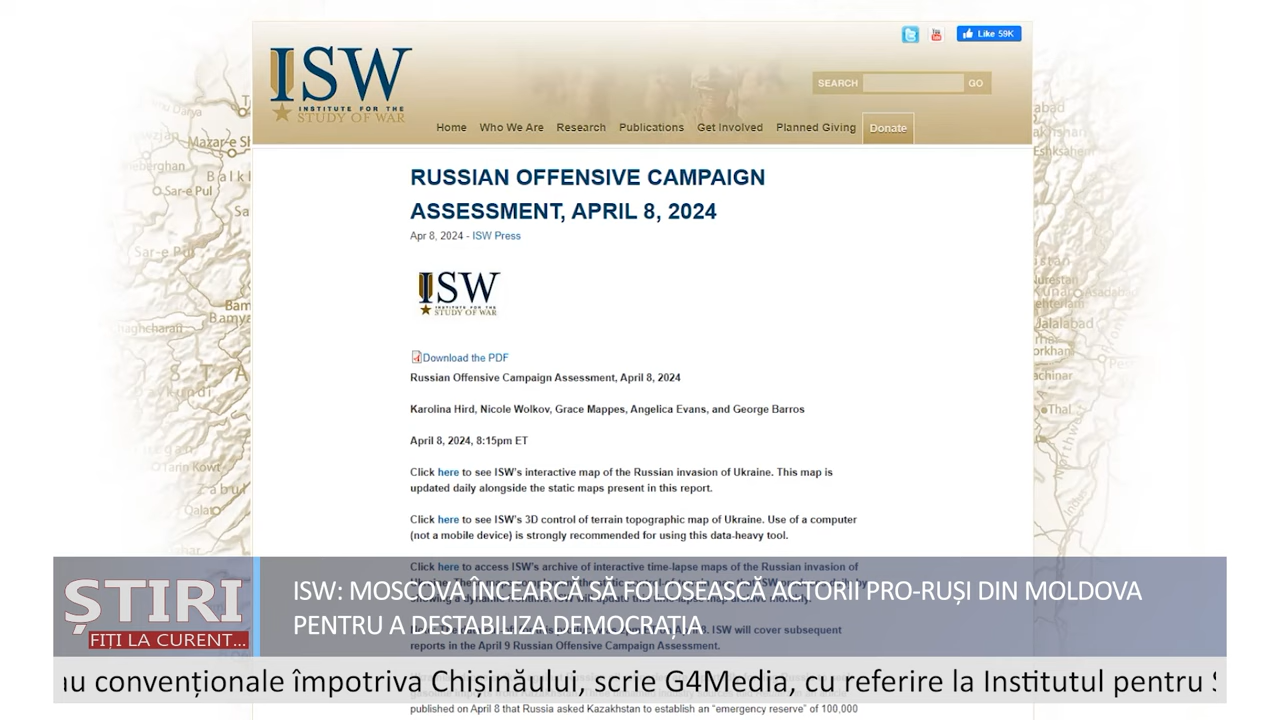 Like 59K
ISW
INSTITUTE FOR THE
STUDY OF WAR
SEARCH
GO
Home Who We Are Research Publications Get Involved Planned Giving Donate
RUSSIAN OFFENSIVE CAMPAIGN
ASSESSMENT, APRIL 8, 2024
Apr 8, 2024 - ISW Press
ISW
INSTITUTE FOR THE
STUDY OF WAR
Download the PDF
Russian Offensive Campaign Assessment, April 8, 2024
Karolina Hird, Nicole Wolkov, Grace Mappes, Angelica Evans, and George Barros
April 8, 2024, 8:15pm ET
Click here to see ISW's interactive map of the Russian invasion of Ukraine. This map is
updated daily alongside the static maps present in this report.
Click here to see ISW's 3D control of terrain topographic map of Ukraine. Use of a computer
(not a mobile device) is strongly recommended for using this data-heavy tool.
Click here to access ISW's archive of interactive time-lapse maps of the Russian invasion of
ȘTIRI
FIȚI LA CURENT...
ISW: MOSCOVA ÎNCEARCĂ SĂ FOLOSEASCĂ ACTORII PRO-RUȘI DIN MOLDOVA
PENTRU A DESTABILIZA DEMOCRAȚIA
ISW will cover subsequent
reports in the April 9 Russian Offensive Campaign Assessment.
convenționale împotriva Chișinăului, scrie G4Media, cu referire la Institutul pentru
published on April 8 that Russia asked Kazakhstan to establish an "emergency reserve" of 100,000